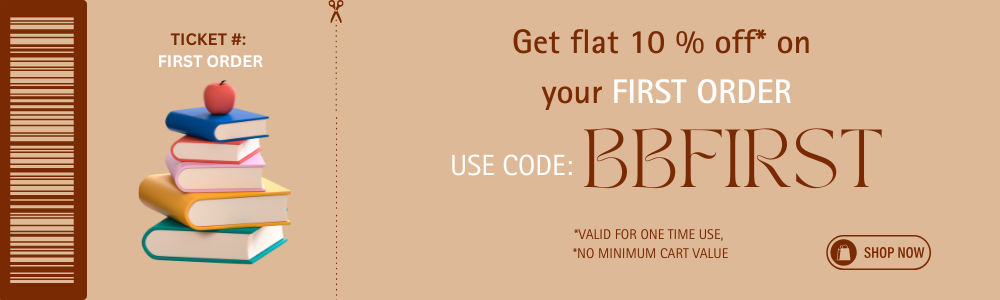 TICKET #:
FIRST ORDER
Get flat 10 % off* on
your FIRST ORDER
USE CODE: BBFIRST
*VALID FOR ONE TIME USE,
*NO MINIMUM CART VALUE
SHOP NOW